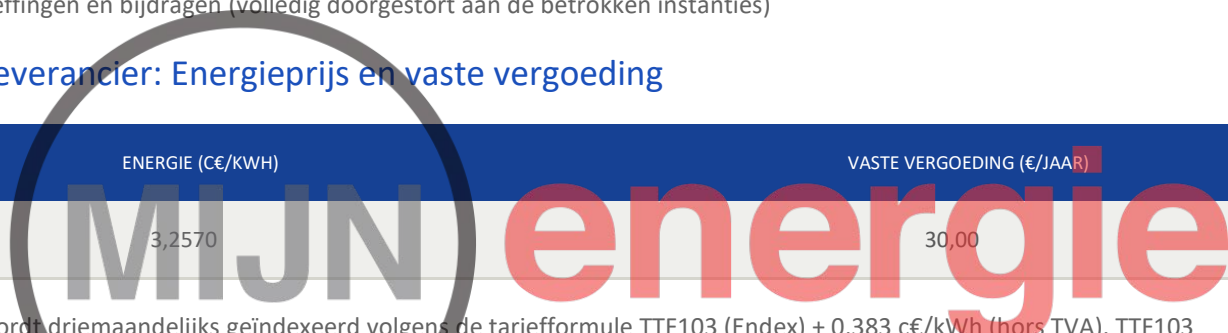 effingen en bijdragen (volledig doorgestort aan de betrokken instanties)
everancier: Energieprijs en vaste vergoeding
ENERGIE (C€/KWH) VASTE VERGOEDING (€/JAAR)
3,2570 30,00
MIJN energie
ordt driemaandelijks geïndexeerd volgens de tariefformule TTF103 (Endex) + 0,383 c€/kWh (hors TVA). TTF103